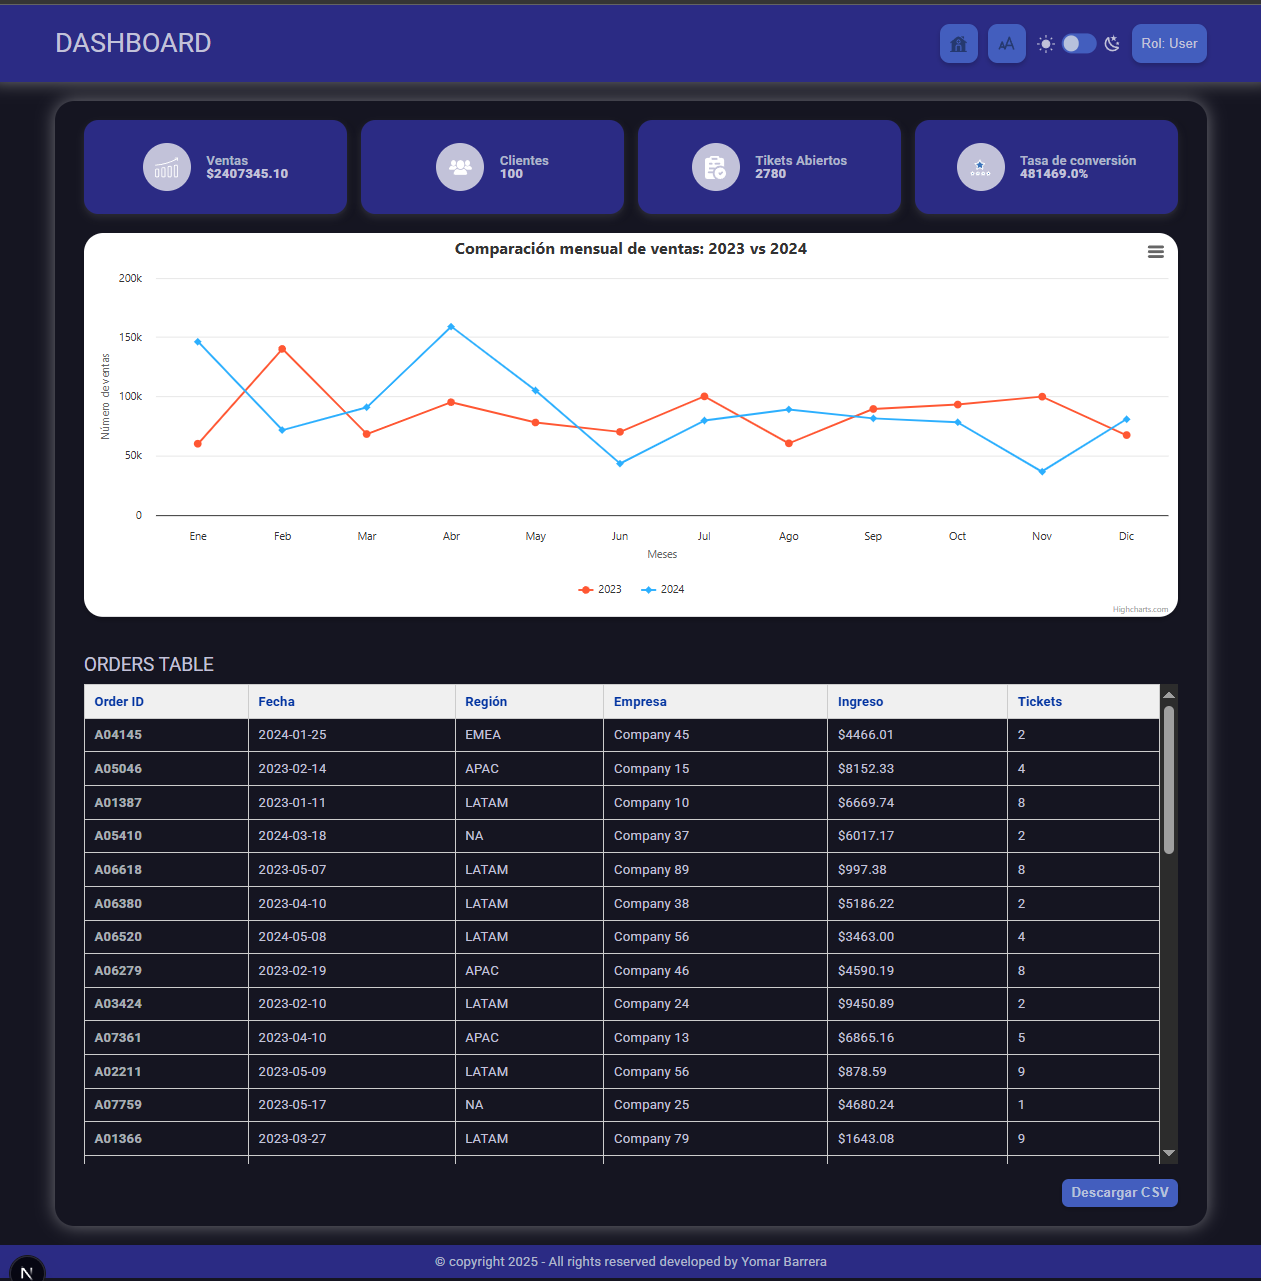 DASHBOARD
AA
Rol: User
Ventas
$2407345.10
Clientes
100
Tikets Abiertos
2780
Tasa de conversión
481469.0%
Comparación mensual de ventas: 2023 vs 2024
200k
150k
100k
50k
0
Número de ventas
Ene Feb Mar Abr May Jun Jul Ago Sep Oct Nov Dic
Meses
2023 2024
Highcharts.com
ORDERS TABLE
Order ID Fecha Región Empresa Ingreso Tickets
A04145 2024-01-25 EMEA Company 45 $4466.01 2
A05046 2023-02-14 APAC Company 15 $8152.33 4
A01387 2023-01-11 LATAM Company 10 $6669.74 8
A05410 2024-03-18 NA Company 37 $6017.17 2
A06618 2023-05-07 LATAM Company 89 $997.38 8
A06380 2023-04-10 LATAM Company 38 $5186.22 2
A06520 2024-05-08 LATAM Company 56 $3463.00 4
A06279 2023-02-19 APAC Company 46 $4590.19 8
A03424 2023-02-10 LATAM Company 24 $9450.89 2
A07361 2023-04-10 APAC Company 13 $6865.16 5
A02211 2023-05-09 LATAM Company 56 $878.59 9
A07759 2023-05-17 NA Company 25 $4680.24 1
A01366 2023-03-27 LATAM Company 79 $1643.08 9
Descargar CSV
© copyright 2025 - All rights reserved developed by Yomar Barrera
N